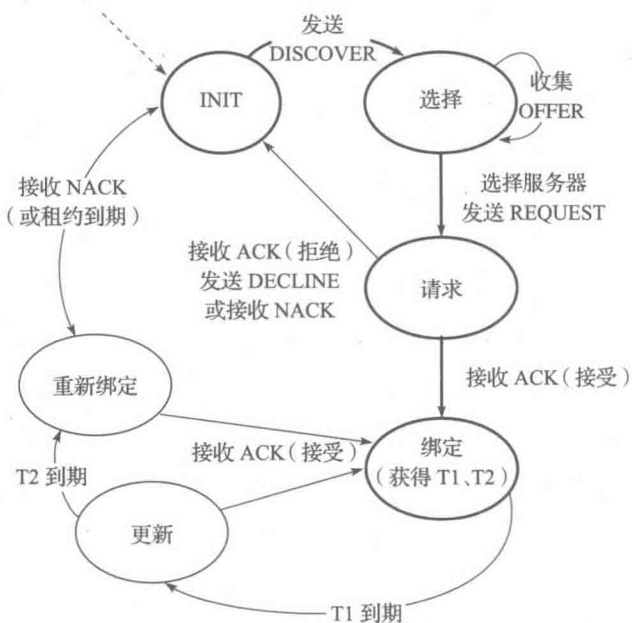 发送
DISCOVER
INIT
选择
收集
OFFER
接收 NACK
（或租约到期）
选择服务器
发送 REQUEST
接收 ACK（拒绝）
发送 DECLINE
或接收 NACK
请求
重新绑定
接收 ACK（接受）
接收 ACK（接受）
绑定
（获得 T1、T2）
T2 到期
更新
T1 到期